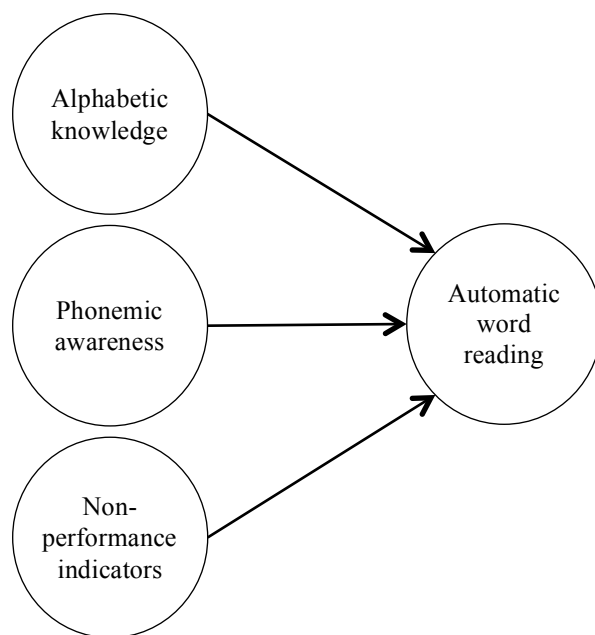 Alphabetic
knowledge
Phonemic
awareness
Automatic
word
reading
Non-
performance
indicators